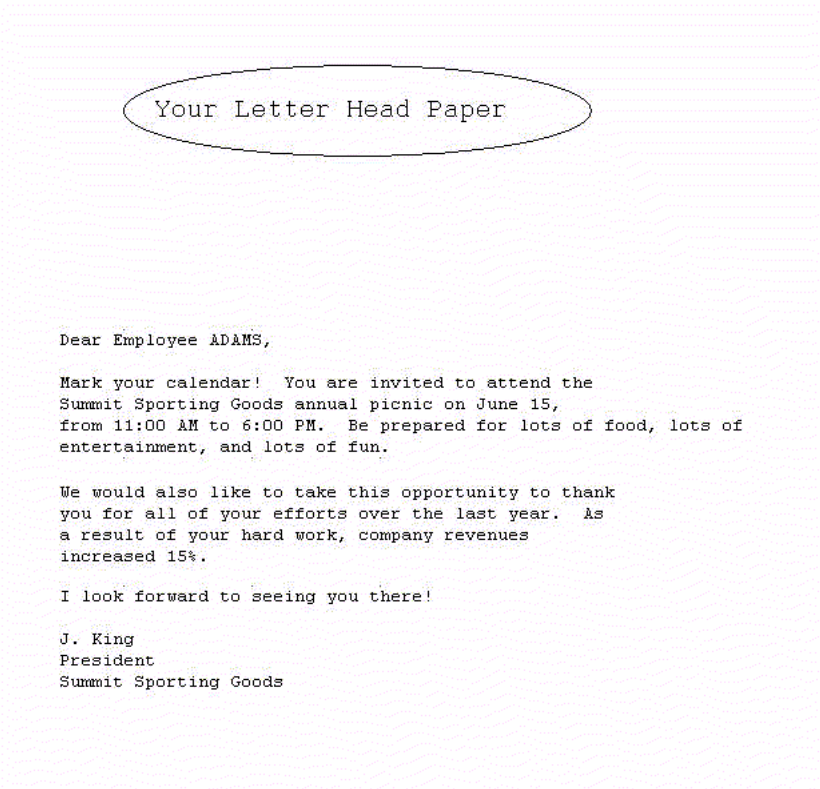 Your Letter Head Paper
Dear Employee ADAMS,
Mark your calendar!  You are invited to attend the
Summit Sporting Goods annual picnic on June 15,
from 11:00 AM to 6:00 PM.  Be prepared for lots of food, lots of
entertainment, and lots of fun.
We would also like to take this opportunity to thank
you for all of your efforts over the last year.  As
a result of your hard work, company revenues
increased 15%.
I look forward to seeing you there!
J. King
President
Summit Sporting Goods